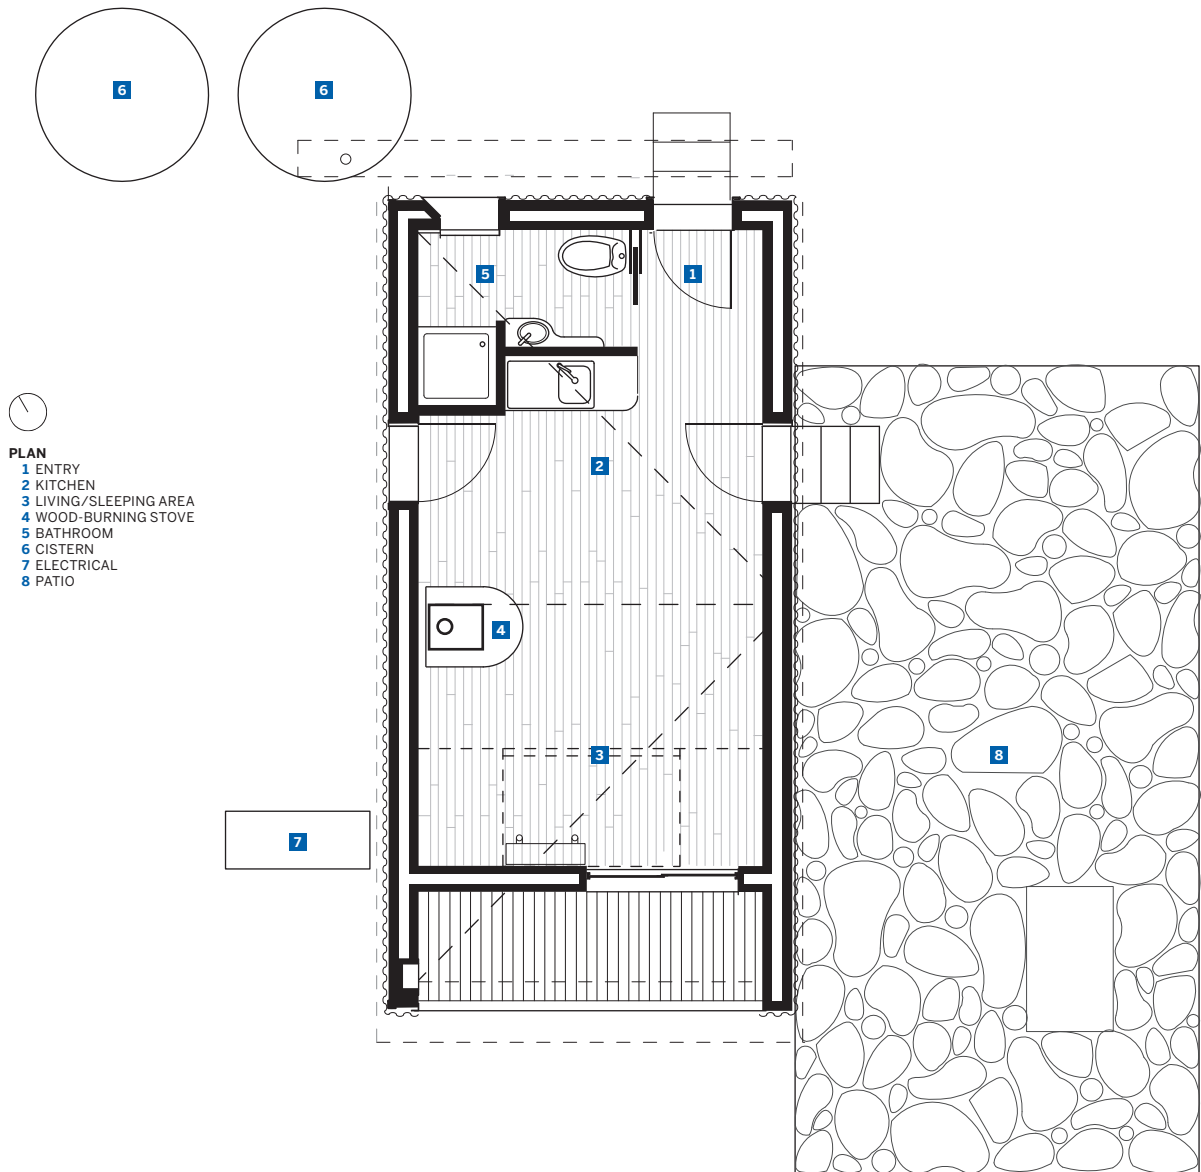 6
6
5
1
PLAN
1 ENTRY
2 KITCHEN
3 LIVING/SLEEPING AREA
4 WOOD-BURNING STOVE
5 BATHROOM
6 CISTERN
7 ELECTRICAL
8 PATIO
2
4
3
8
7